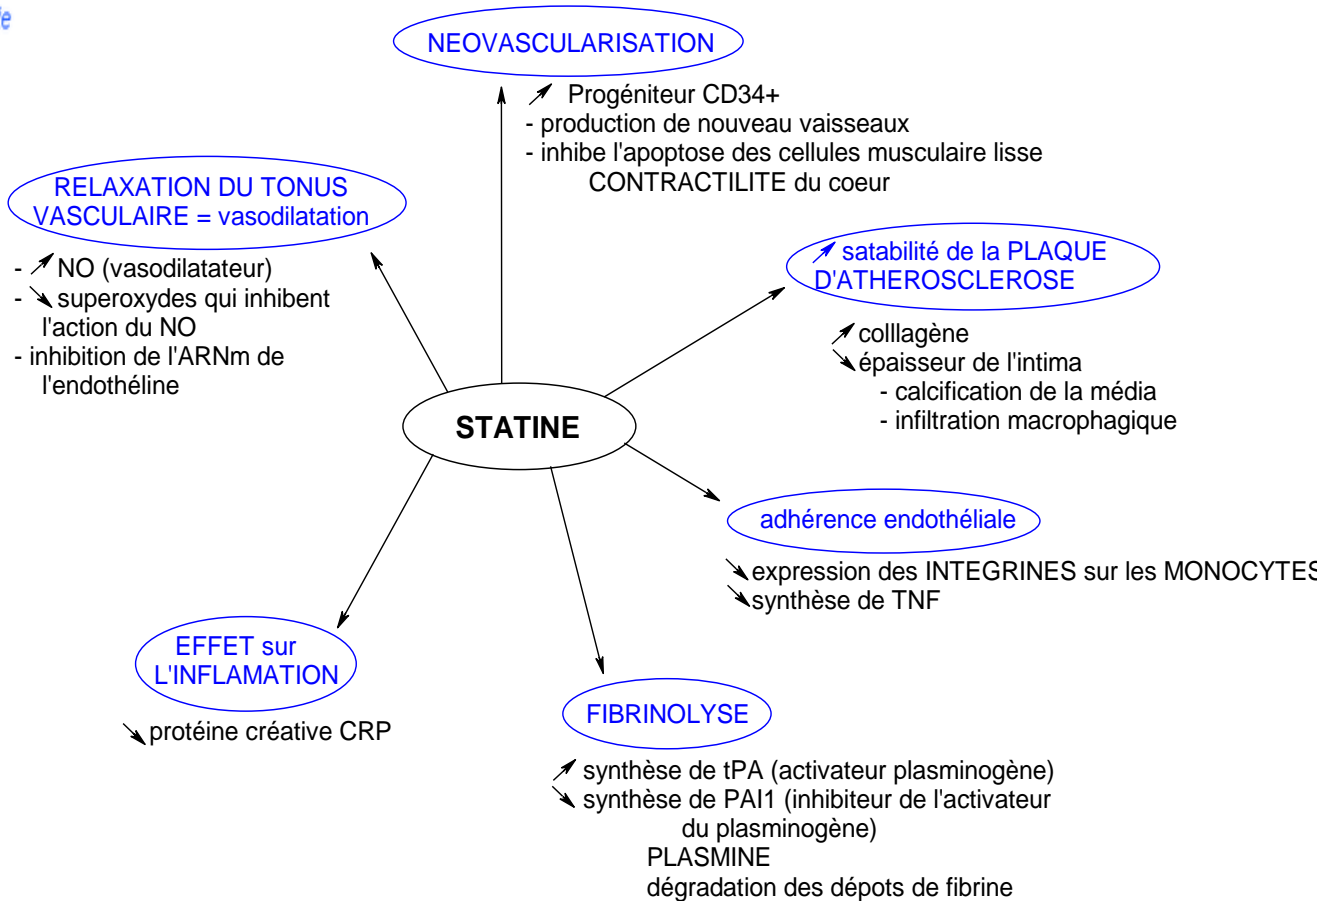 NEOVASCULARISATION
↗ Progéniteur CD34+
- production de nouveau vaisseaux
- inhibe l'apoptose des cellules musculaire lisse
CONTRACTILITE du coeur
RELAXATION DU TONUS
VASCULAIRE = vasodilatation
- ↗ NO (vasodilatateur)
- ↘ superoxydes qui inhibent
l'action du NO
- inhibition de l'ARNm de
l'endothéline
↗ satabilité de la PLAQUE
D'ATHEROSCLEROSE
↗ colllagène
↘ épaisseur de l'intima
- calcification de la média
- infiltration macrophagique
STATINE
adhérence endothéliale
↘ expression des INTEGRINES sur les MONOCYTES
↘ synthèse de TNF
EFFET sur
L'INFLAMATION
↘ protéine créative CRP
FIBRINOLYSE
↗ synthèse de tPA (activateur plasminogène)
↘ synthèse de PAI1 (inhibiteur de l'activateur
du plasminogène)
PLASMINE
dégradation des dépots de fibrine